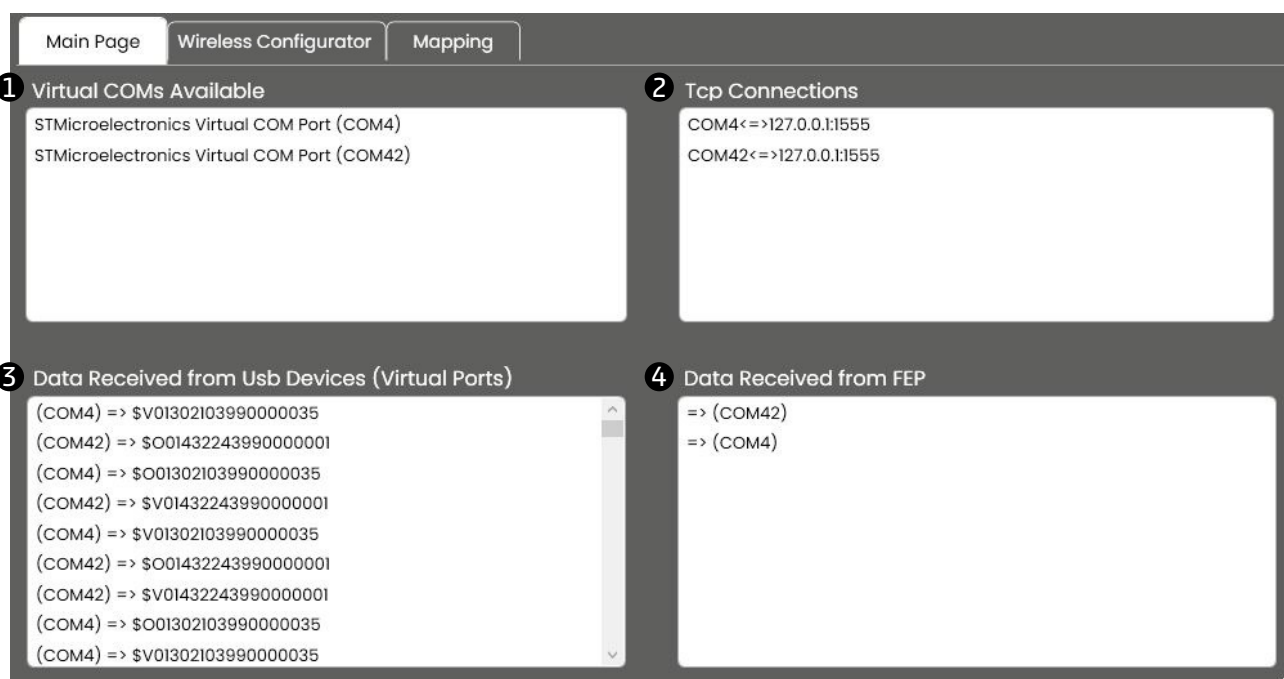 Main Page Wireless Configurator Mapping
1 Virtual COMs Available
STMicroelectronics Virtual COM Port (COM4)
STMicroelectronics Virtual COM Port (COM42)
2 Tcp Connections
COM4<=>127.0.0.1:1555
COM42<=>127.0.0.1:1555
3 Data Received from Usb Devices (Virtual Ports)
(COM4) => $V01302103990000035
(COM42) => $O01432243990000001
(COM4) => $O01302103990000035
(COM42) => $V01432243990000001
(COM4) => $V01302103990000035
(COM42) => $O01432243990000001
(COM42) => $V01432243990000001
(COM4) => $O01302103990000035
(COM4) => $V01302103990000035
4 Data Received from FEP
=> (COM42)
=> (COM4)